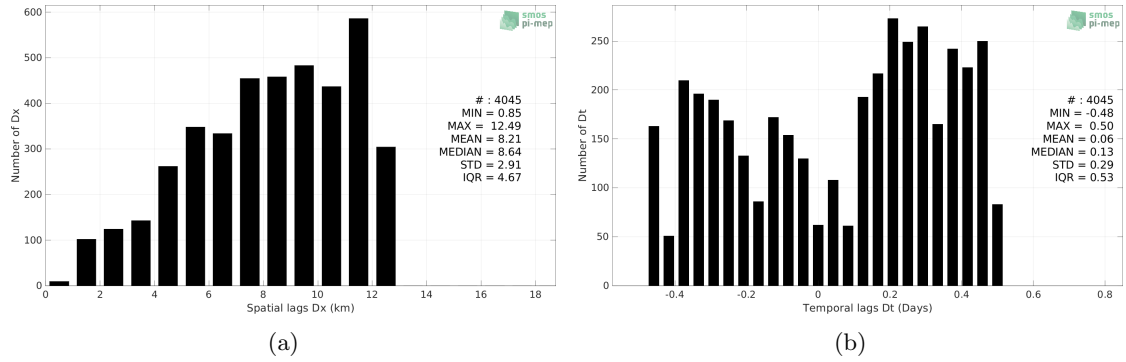 600
500
400
300
200
100
0
Number of Dx
0 2 4 6 8 10 12 14 16 18
Spatial lags Dx (km)
smos
pi-mep
# : 4045
MIN = 0.85
MAX = 12.49
MEAN = 8.21
MEDIAN = 8.64
STD = 2.91
IQR = 4.67
(a)
250
200
150
100
50
0
Number of Dt
-0.4 -0.2 0 0.2 0.4 0.6 0.8
Temporal lags Dt (Days)
smos
pi-mep
# : 4045
MIN = -0.48
MAX = 0.50
MEAN = 0.06
MEDIAN = 0.13
STD = 0.29
IQR = 0.53
(b)